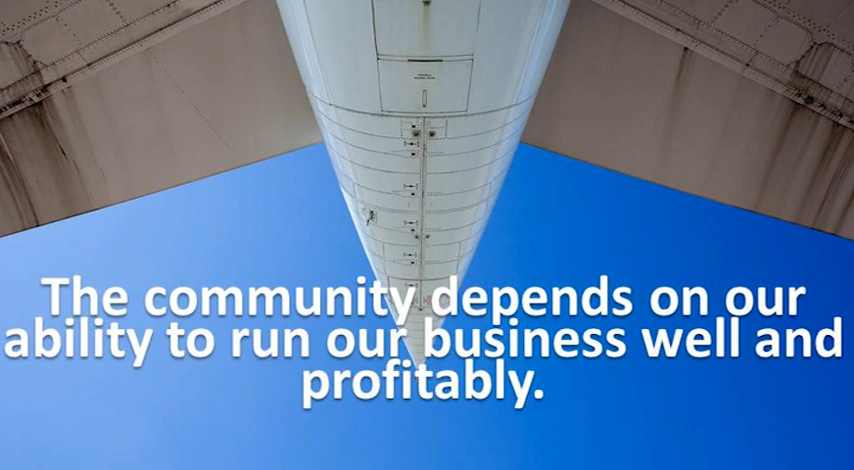 The community depends on our
ability to run our business well and
profitably.